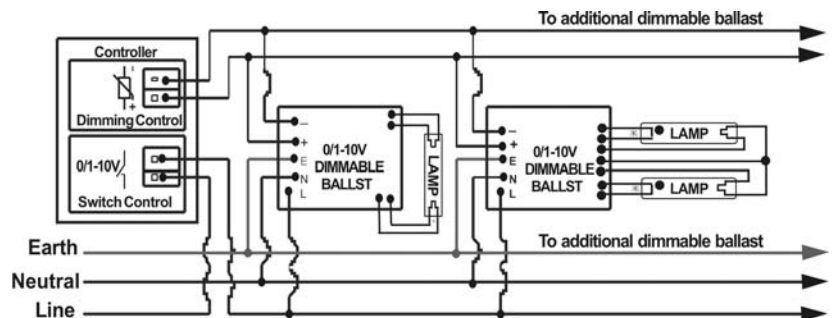 To additional dimmable ballast
Controller
-
+
Dimming Control
0/1-10V
Switch Control
–
+
E
N
L
0/1-10V
DIMMABLE
BALLST
LAMP
–
+
E
N
L
0/1-10V
DIMMABLE
BALLST
LAMP
LAMP
Earth
To additional dimmable ballast
Neutral
Line